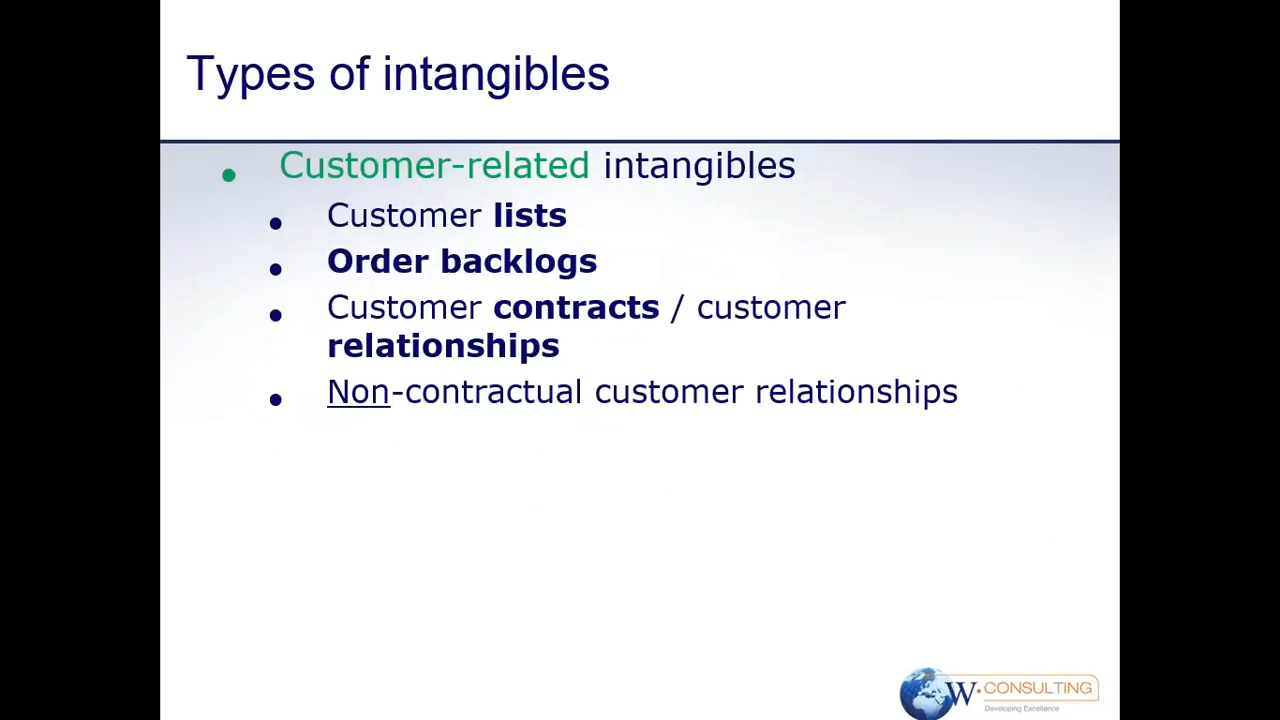 Types of intangibles
• Customer-related intangibles
• Customer lists
• Order backlogs
• Customer contracts / customer
relationships
• Non-contractual customer relationships
W.CONSULTING
Developing Excellence